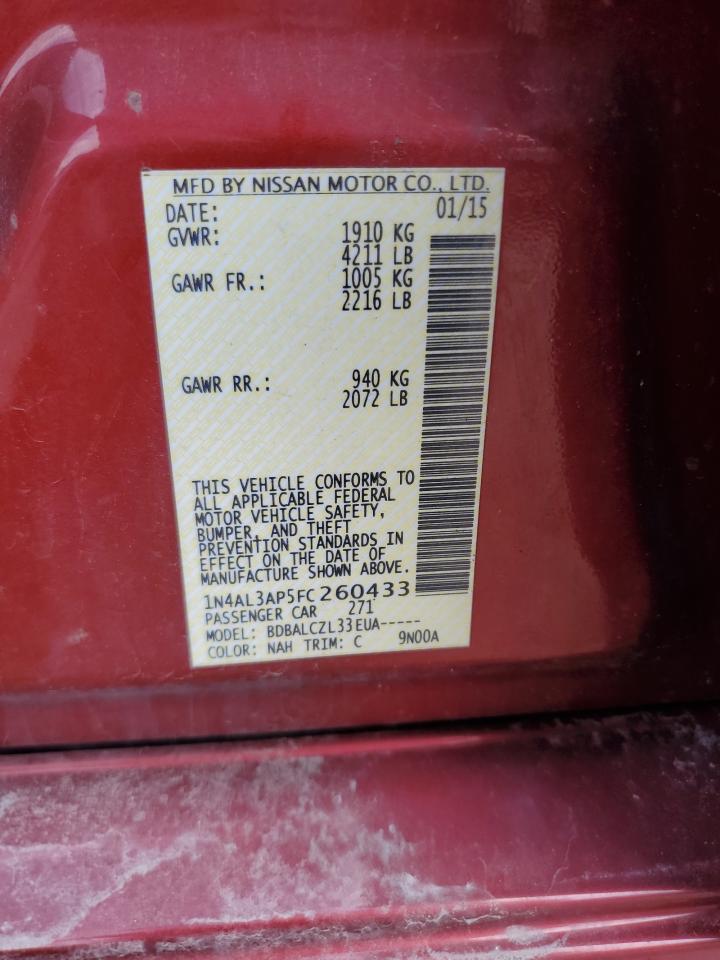 MFD BY NISSAN MOTOR CO., LTD.
DATE: 01/15
GVWR: 1910 KG
4211 LB
GAWR FR.: 1005 KG
2216 LB
GAWR RR.: 940 KG
2072 LB
THIS VEHICLE CONFORMS TO
ALL APPLICABLE FEDERAL
MOTOR VEHICLE SAFETY,
BUMPER, AND THEFT
PREVENTION STANDARDS IN
EFFECT ON THE DATE OF
MANUFACTURE SHOWN ABOVE.
1N4AL3AP5FC260433
PASSENGER CAR 271
MODEL: BDBALCZL33EUA-----
COLOR: NAH TRIM: C 9N00A